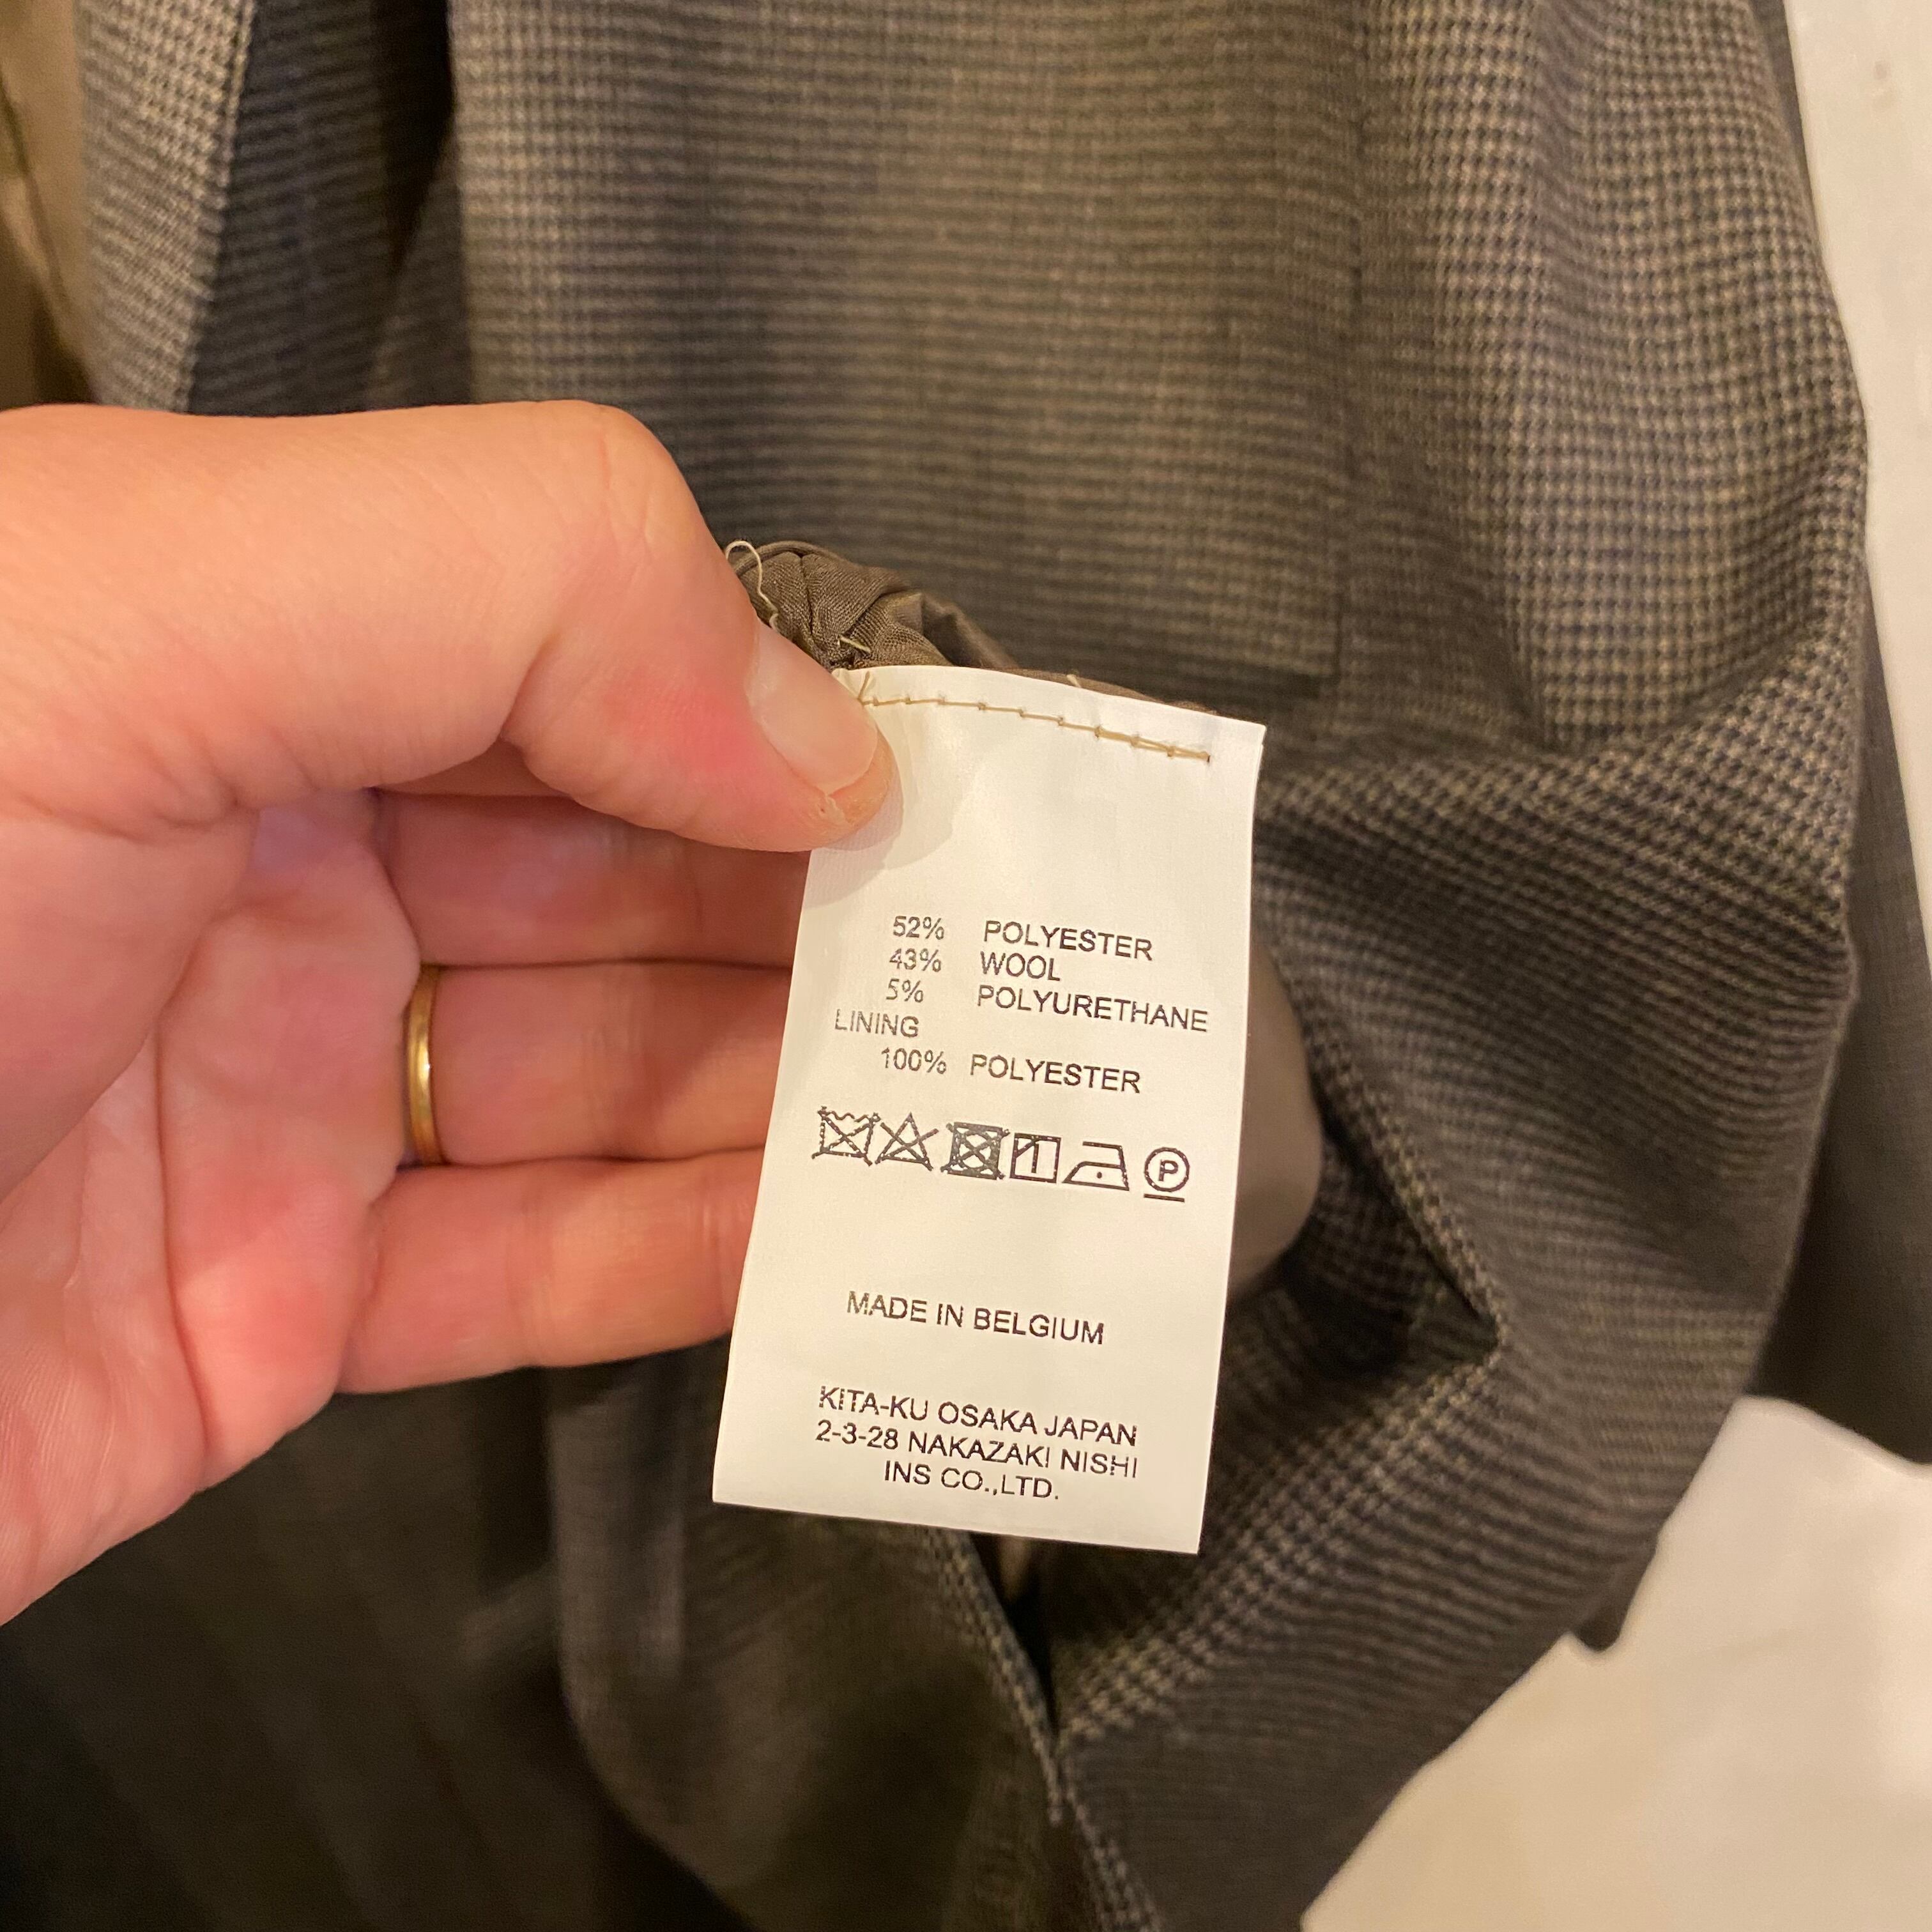 52% POLYESTER
43% WOOL
5% POLYURETHANE
LINING
100% POLYESTER
P
MADE IN BELGIUM
KITA-KU OSAKA JAPAN
2-3-28 NAKAZAKI NISHI
INS CO.,LTD.